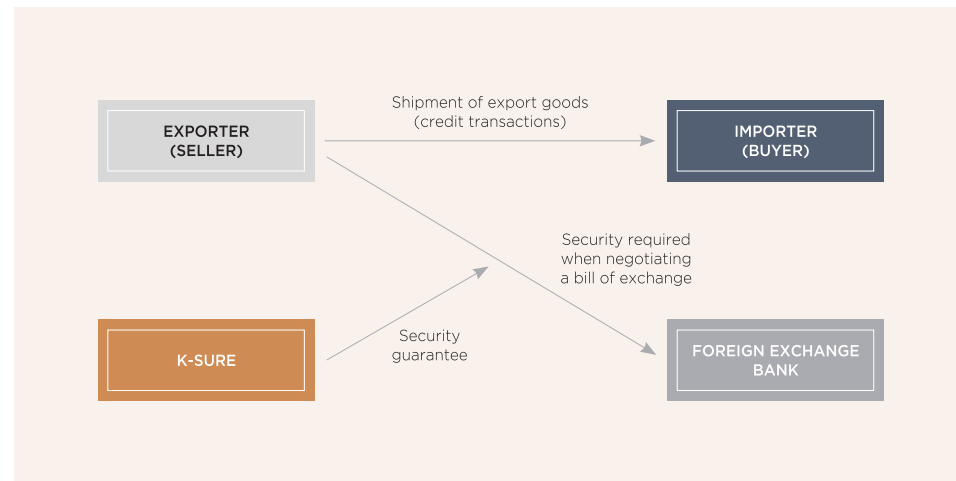 EXPORTER
(SELLER)
Shipment of export goods
(credit transactions)
IMPORTER
(BUYER)
Security required
when negotiating
a bill of exchange
K-SURE
Security
guarantee
FOREIGN EXCHANGE
BANK